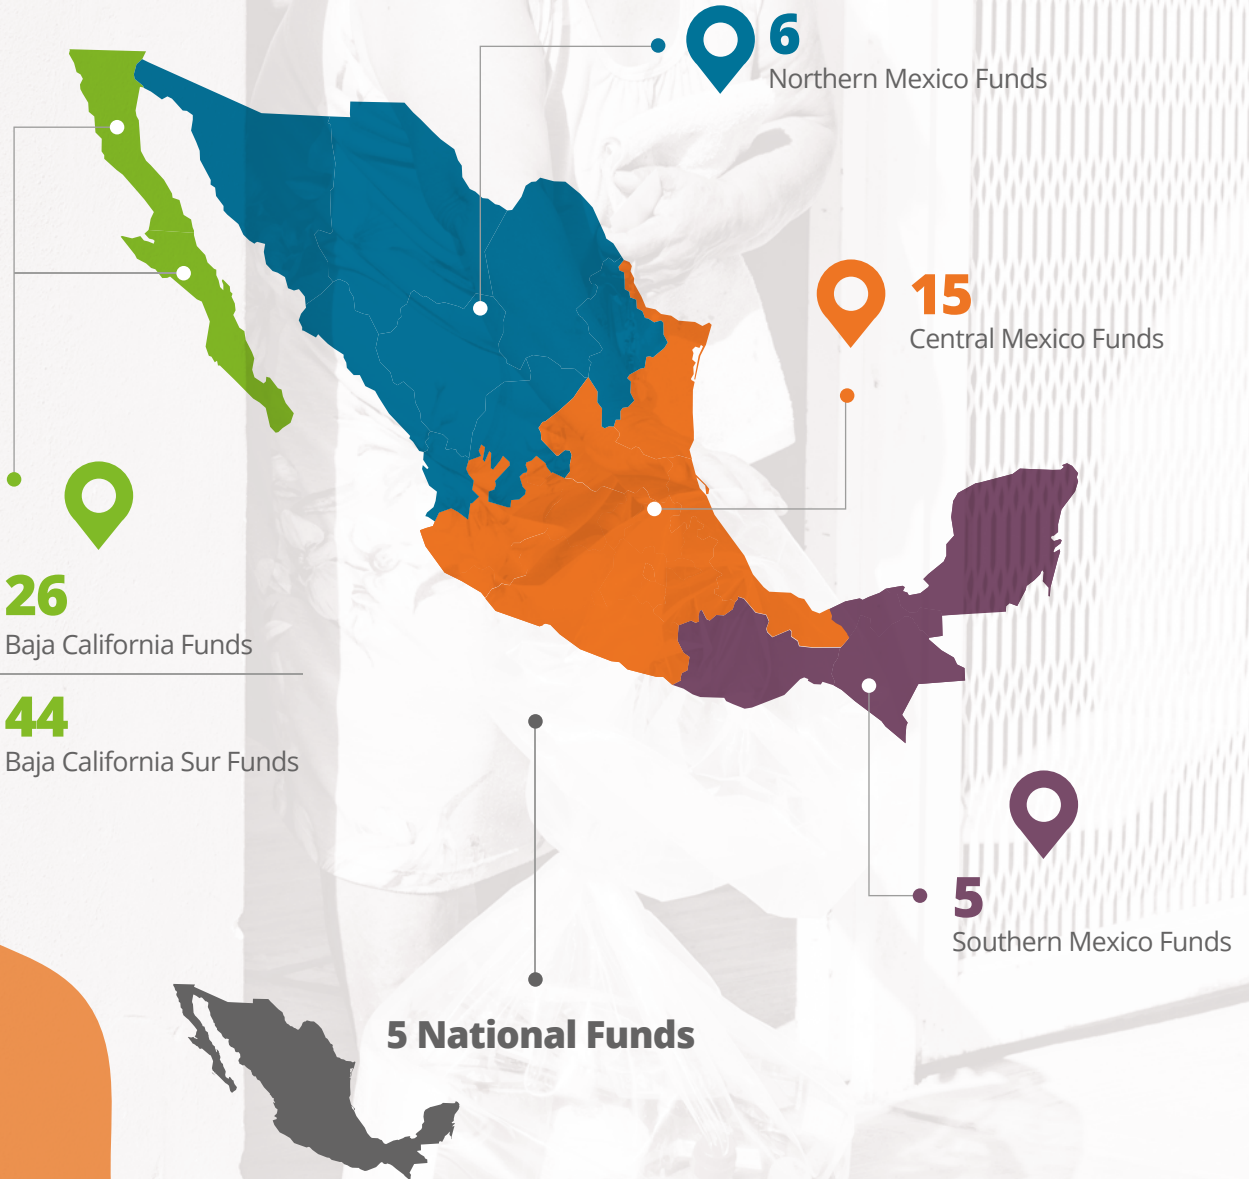 6
Northern Mexico Funds
15
Central Mexico Funds
26
Baja California Funds
44
Baja California Sur Funds
5
Southern Mexico Funds
5 National Funds